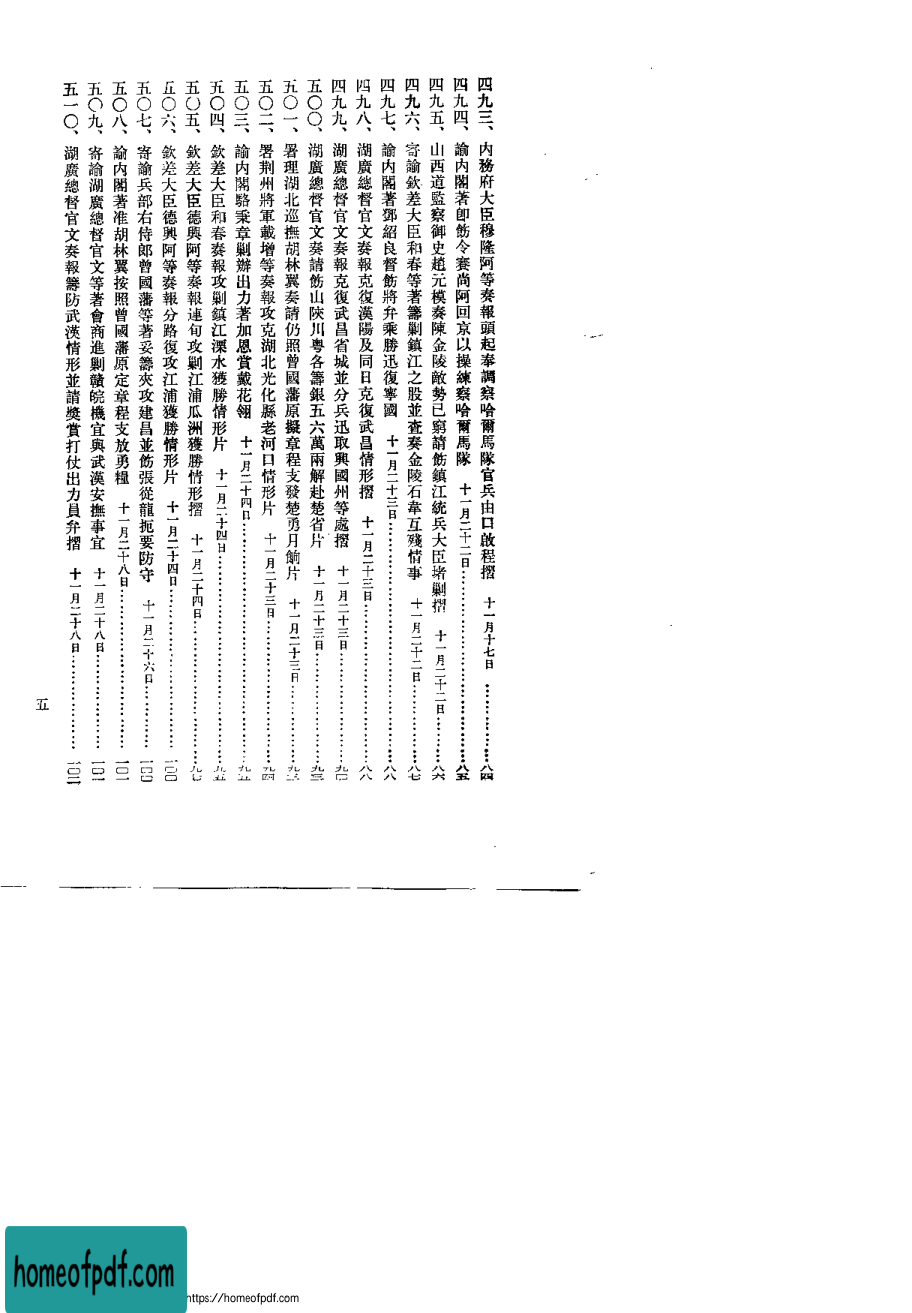 四九三、內務府大臣穆隆阿等奏報頭起奉調察哈爾馬隊官兵由口啟程摺 十一月十七日…………八四
四九四、諭內閣著卽飭令賽尚阿回京以操練察哈爾馬隊 十一月二十二日…………八五
四九五、山西道監察御史趙元模奏陳金陵敵勢已窮請飭鎮江統兵大臣堵剿摺 十一月二十二日…………八六
四九六、寄諭欽差大臣和春等著籌剿鎮江之股並查奏金陵石韋互殘情事 十一月二十二日…………八七
四九七、諭內閣著鄧紹良督飭將弁乘勝迅復寧國 十一月二十三日…………八八
四九八、湖廣總督官文奏報克復漢陽及同日克復武昌情形摺 十一月二十三日…………八八
四九九、湖廣總督官文奏報克復武昌省城並分兵迅取興國州等處摺 十一月二十三日…………九〇
五〇〇、湖廣總督官文奏請飭山陝川粵各籌銀五六萬兩解赴楚省片 十一月二十三日…………九三
五〇一、署理湖北巡撫胡林翼奏請仍照曾國藩原擬章程支發楚勇月餉片 十一月二十三日…………九三
五〇二、署荆州將軍載增等奏報攻克湖北光化縣老河口情形片 十一月二十三日…………九四
五〇三、諭內閣駱秉章剿辦出力著加恩賞戴花翎 十一月二十四日…………九五
五〇四、欽差大臣和春奏報攻剿鎮江溧水獲勝情形片 十一月二十四日…………九五
五〇五、欽差大臣德興阿等奏報連旬攻剿江浦瓜洲獲勝情形摺 十一月二十四日…………九七
五〇六、欽差大臣德興阿等奏報分路復攻江浦獲勝情形片 十一月二十四日…………一〇〇
五〇七、寄諭兵部右侍郎曾國藩等著妥籌夾攻建昌並飭張從龍扼要防守 十一月二十六日…………一〇〇
五〇八、諭內閣著准胡林翼按照曾國藩原定章程支放勇糧 十一月二十八日…………一〇一
五〇九、寄諭湖廣總督官文等著會商進剿贛皖機宜與武漢安撫事宜 十一月二十八日…………一〇一
五一〇、湖廣總督官文奏報籌防武漢情形並請獎賞打仗出力員弁摺 十一月二十八日…………一〇二
五
homeofpdf.com
https://homeofpdf.com